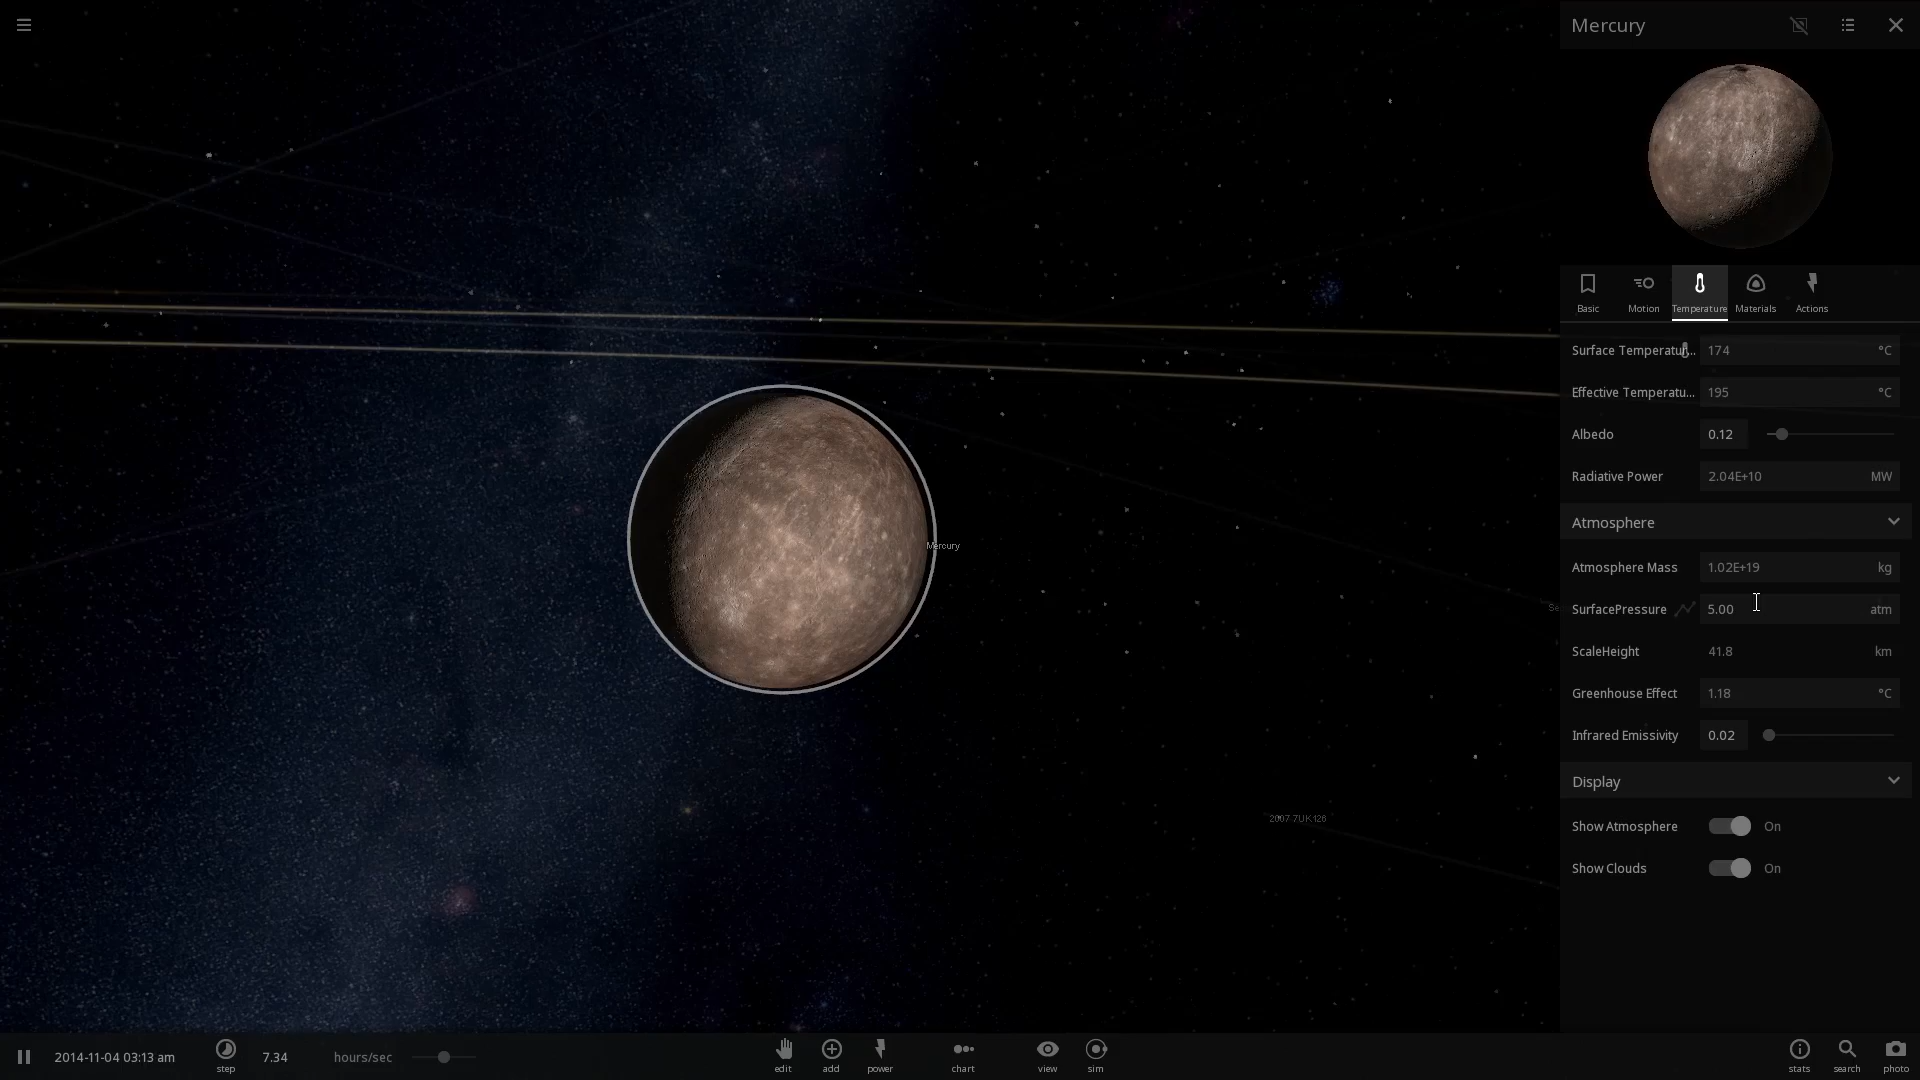 Mercury
Basic
Motion
Temperature
Materials
Actions
Surface Temperatur... 174 °C
Effective Temperatu... 195 °C
Albedo 0.12
Radiative Power 2.04E+10 MW
Atmosphere
Atmosphere Mass 1.02E+19 kg
SurfacePressure 5.00 atm
ScaleHeight 41.8 km
Greenhouse Effect 1.18 °C
Infrared Emissivity 0.02
Display
Show Atmosphere On
Show Clouds On
Mercury
2014-11-04 03:13 am
step
7.34 hours/sec
edit
add
power
chart
view
sim
stats
search
photo